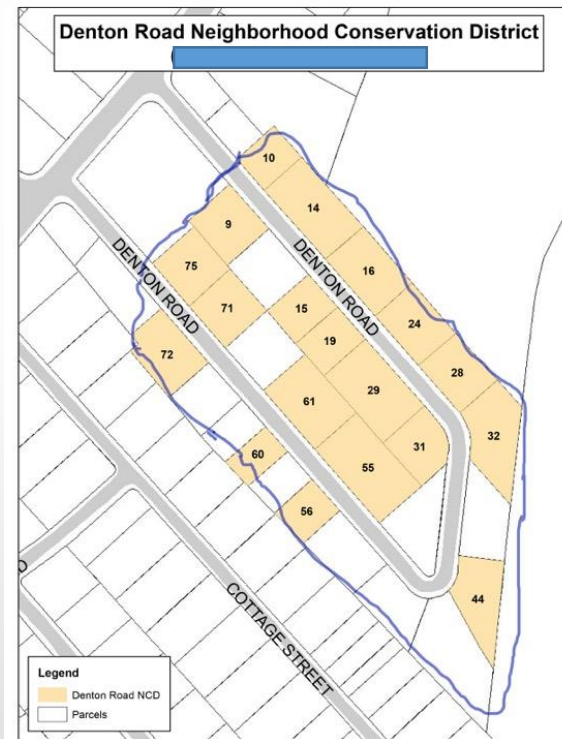 Denton Road Neighborhood Conservation District
10
14
9
DENTON ROAD
DENTON ROAD
75
16
71
15
24
19
72
28
29
61
32
31
60
55
56
44
COTTAGE STREET
Legend
Denton Road NCD
Parcels